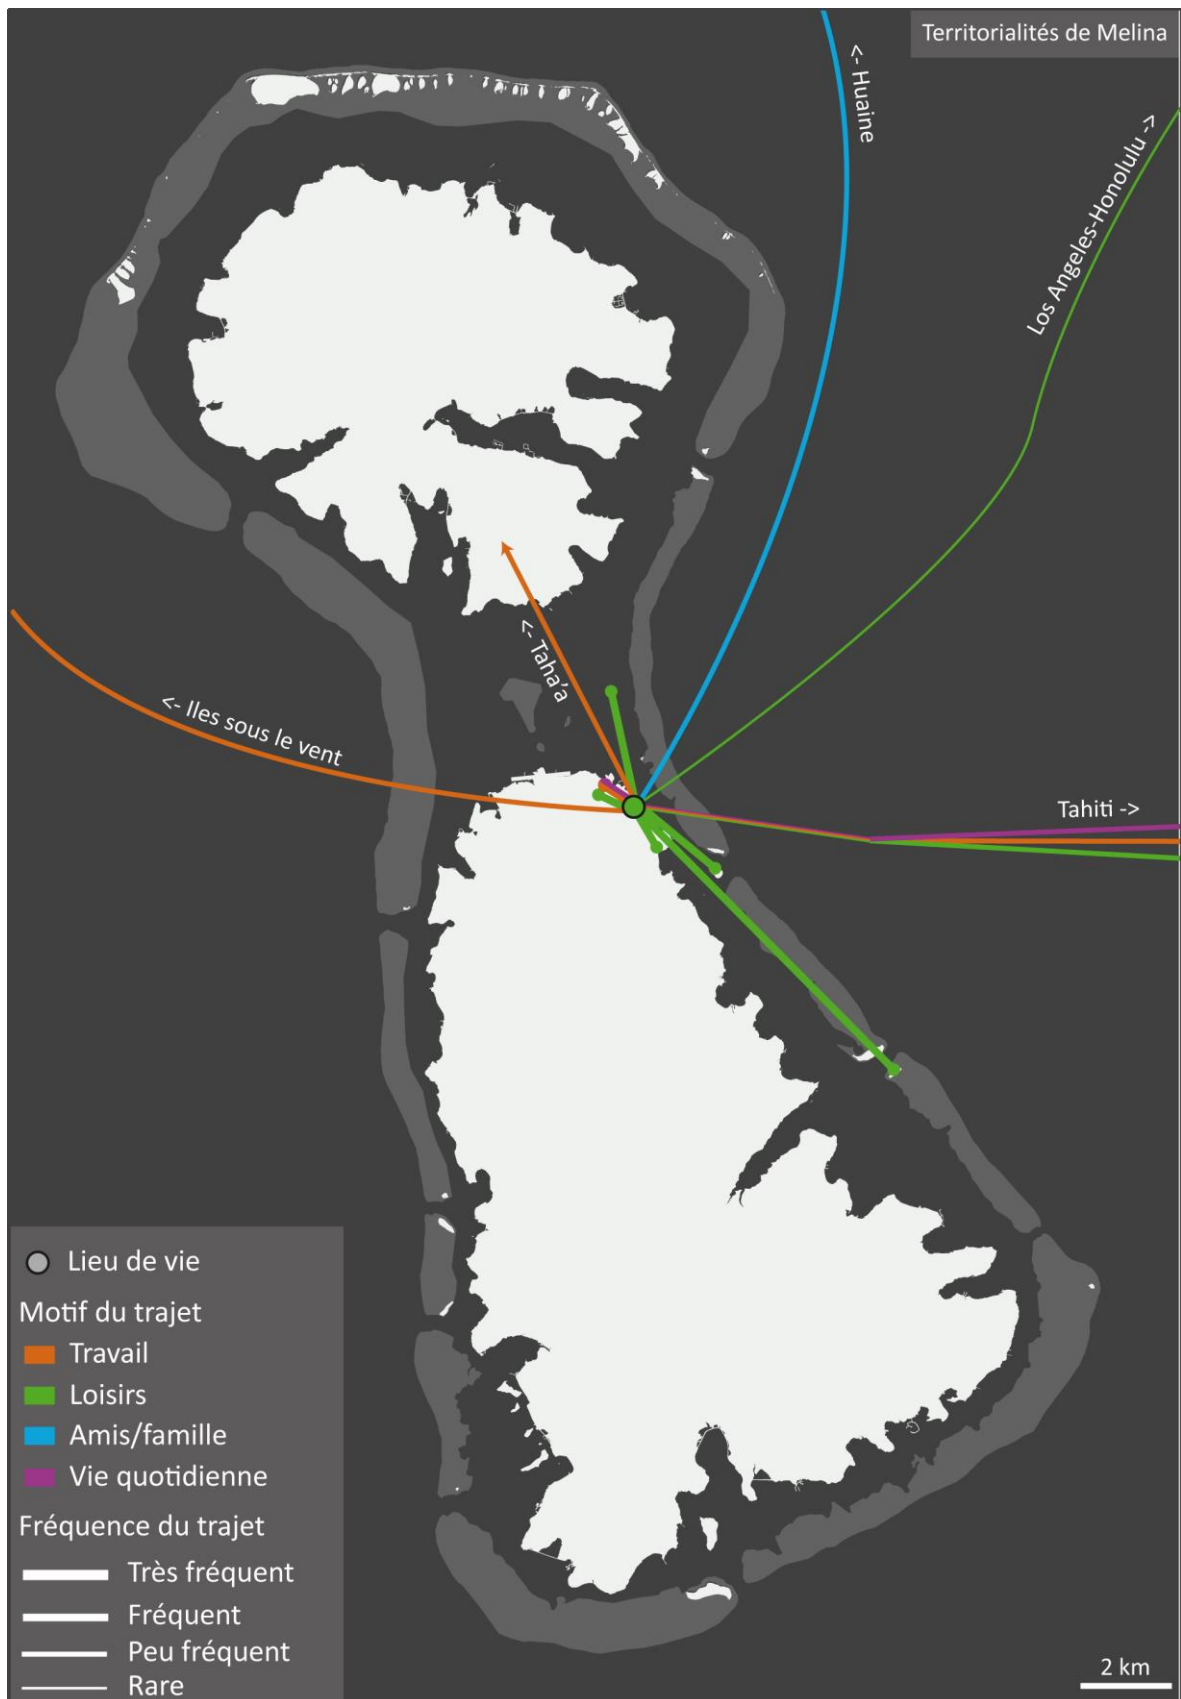 Territorialités de Melina
<- Huaine
Los Angeles-Honolulu ->
<- Taha'a
<- Iles sous le vent
Tahiti ->
Lieu de vie
Motif du trajet
Travail
Loisirs
Amis/famille
Vie quotidienne
Fréquence du trajet
Très fréquent
Fréquent
Peu fréquent
Rare
2 km